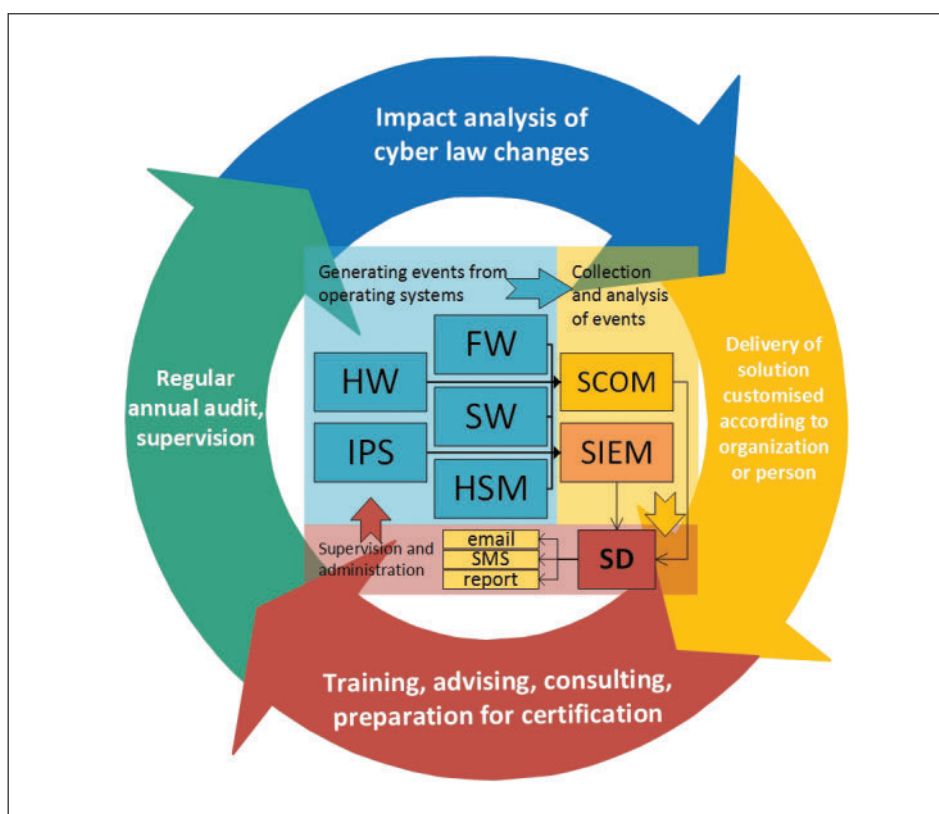 Impact analysis of
cyber law changes
Generating events from
operating systems
Collection
and analysis
of events
FW
HW
SCOM
SW
IPS
SIEM
HSM
Regular
annual audit,
supervision
Delivery of
solution
customised
according to
organization
or person
Supervision and
administration
email
SMS
report
SD
Training, advising, consulting,
preparation for certification